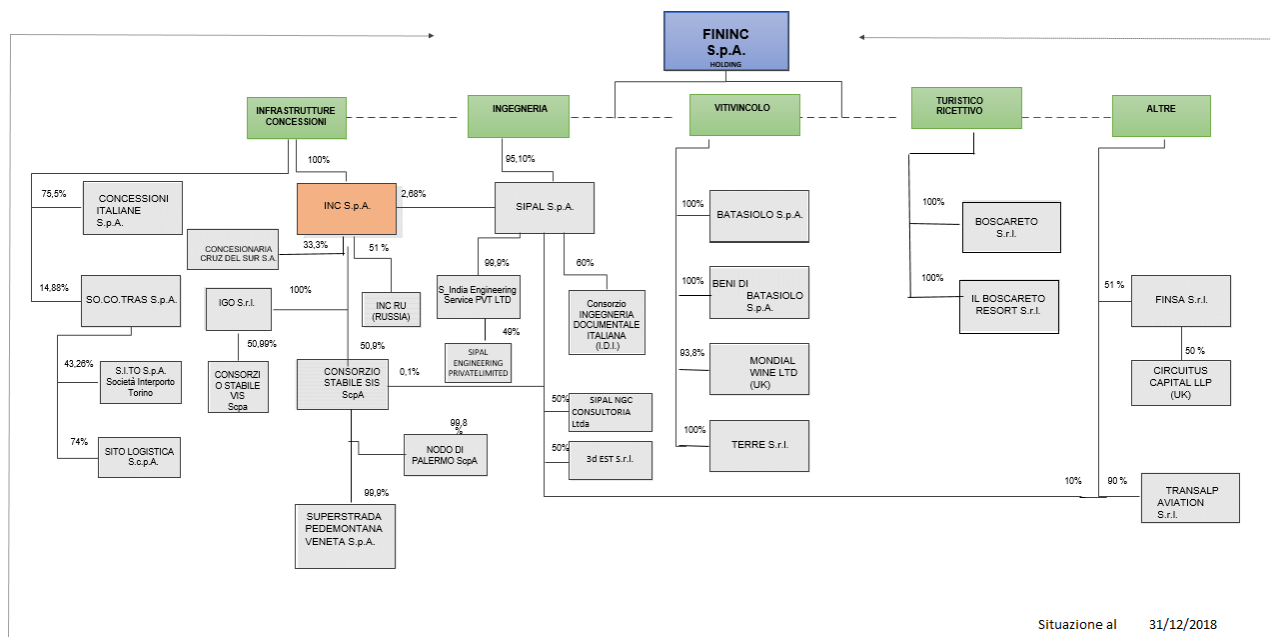 FININC
S.p.A.
HOLDING
INFRASTRUTTURE
CONCESSIONI
INGEGNERIA
VITIVINCOLO
TURISTICO
RICETTIVO
ALTRE
100%
95,10%
75,5%
CONCESSIONI
ITALIANE
S.p.A.
INC S.p.A.
2,68%
SIPAL S.p.A.
100%
BATASIOLO S.p.A.
100%
BOSCARETO
S.r.l.
CONCESIONARIA
CRUZ DEL SUR S.A.
33,3%
51 %
99,9%
60%
14,88%
SO.CO.TRAS S.p.A.
IGO S.r.l.
100%
INC RU
(RUSSIA)
S_India Engineering
Service PVT LTD
Consorzio
INGEGNERIA
DOCUMENTALE
ITALIANA
(I.D.I.)
100%
BENI DI
BATASIOLO
S.p.A.
100%
IL BOSCARETO
RESORT S.r.l.
51 %
FINSA S.r.l.
49%
SIPAL
ENGINEERING
PRIVATELIMITED
43,26%
S.I.TO S.p.A.
Società Interporto
Torino
50,99%
CONSORZI
O STABILE
VIS
Scpa
50,9%
CONSORZIO
STABILE SIS
ScpA
0,1%
93,8%
MONDIAL
WINE LTD
(UK)
50 %
CIRCUITUS
CAPITAL LLP
(UK)
50%
SIPAL NGC
CONSULTORIA
Ltda
74%
SITO LOGISTICA
S.c.p.A.
99,8
%
NODO DI
PALERMO ScpA
50%
3d EST S.r.l.
100%
TERRE S.r.l.
99,9%
SUPERSTRADA
PEDEMONTANA
VENETA S.p.A.
10%
90 %
TRANSALP
AVIATION
S.r.l.
Situazione al 31/12/2018